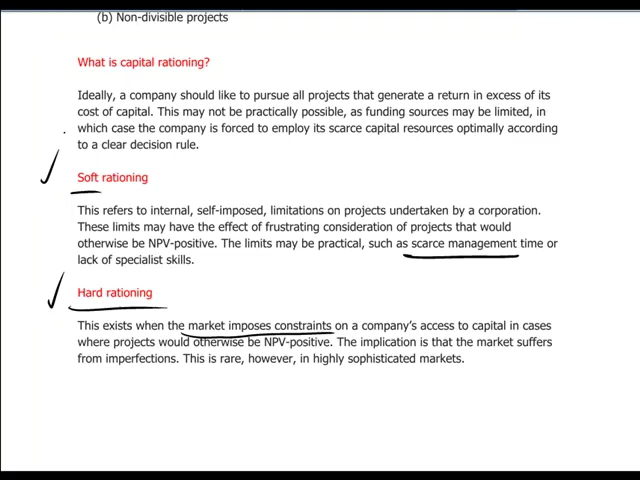 (b) Non-divisible projects
What is capital rationing?
Ideally, a company should like to pursue all projects that generate a return in excess of its
cost of capital. This may not be practically possible, as funding sources may be limited, in
which case the company is forced to employ its scarce capital resources optimally according
to a clear decision rule.
Soft rationing
This refers to internal, self-imposed, limitations on projects undertaken by a corporation.
These limits may have the effect of frustrating consideration of projects that would
otherwise be NPV-positive. The limits may be practical, such as scarce management time or
lack of specialist skills.
Hard rationing
This exists when the market imposes constraints on a company's access to capital in cases
where projects would otherwise be NPV-positive. The implication is that the market suffers
from imperfections. This is rare, however, in highly sophisticated markets.